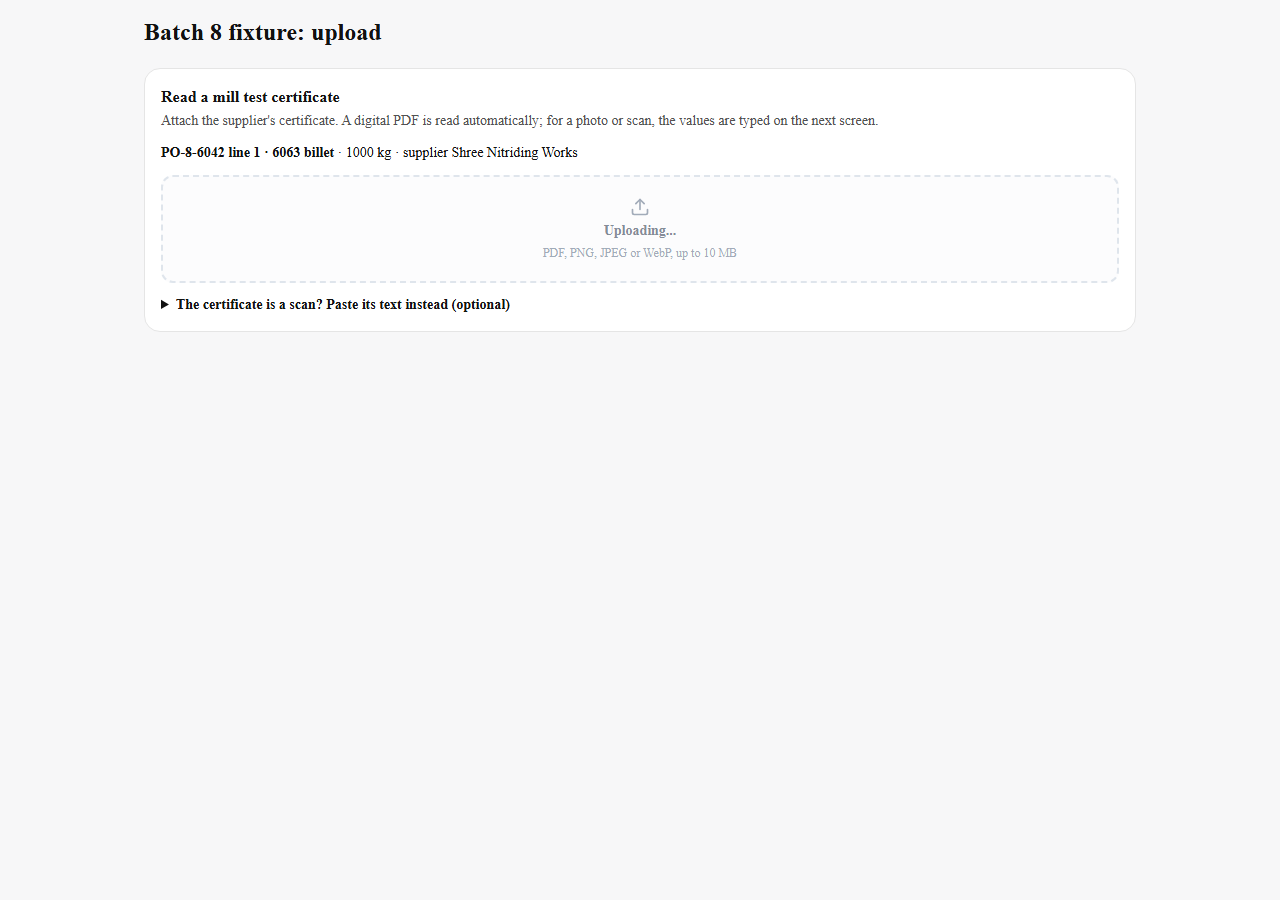 Batch 8 fixture: upload
Read a mill test certificate
Attach the supplier's certificate. A digital PDF is read automatically; for a photo or scan, the values are typed on the next screen.
PO-8-6042 line 1 · 6063 billet · 1000 kg · supplier Shree Nitriding Works
Uploading...
PDF, PNG, JPEG or WebP, up to 10 MB
The certificate is a scan? Paste its text instead (optional)